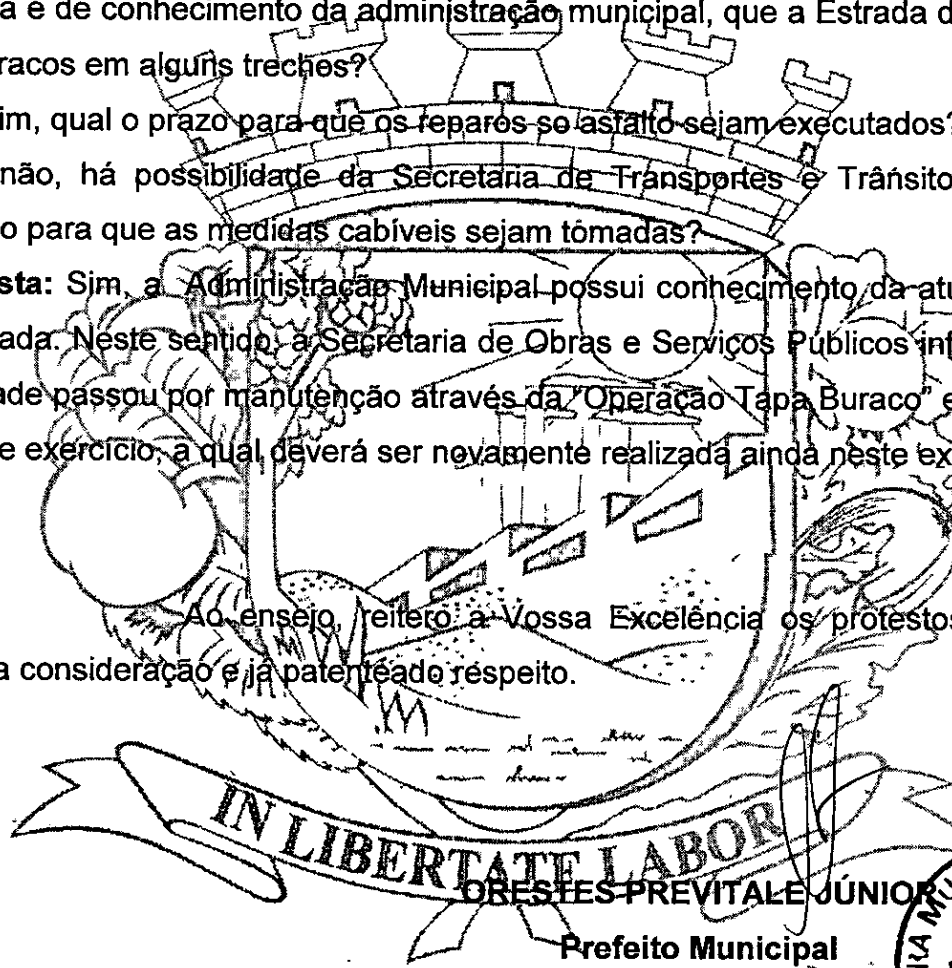 a é de conhecimento da administração municipal, que a Estrada d
racos em alguns trechos?
im, qual o prazo para que os reparos so asfalto sejam executados?
não, há possibilidade da Secretaria de Transportes e Trânsito
o para que as medidas cabíveis sejam tomadas?
sta: Sim, a Administração Municipal possui conhecimento da atu
ada. Neste sentido, a Secretaria de Obras e Serviços Públicos inf
ade passou por manutenção através da "Operação Tapa Buraco" e
e exercício, a qual deverá ser novamente realizada ainda neste ex
Ao ensejo, reitero a Vossa Excelência os protestos
a consideração e já patenteado respeito.
IN LIBERTATE LABOR
ORESTES PREVITALE JÚNIOR
Prefeito Municipal
RA MU